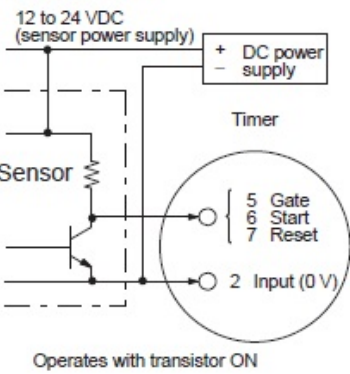 12 to 24 VDC
(sensor power supply)
+ DC power
− supply
Timer
Sensor
5 Gate
6 Start
7 Reset
2 Input (0 V)
Operates with transistor ON